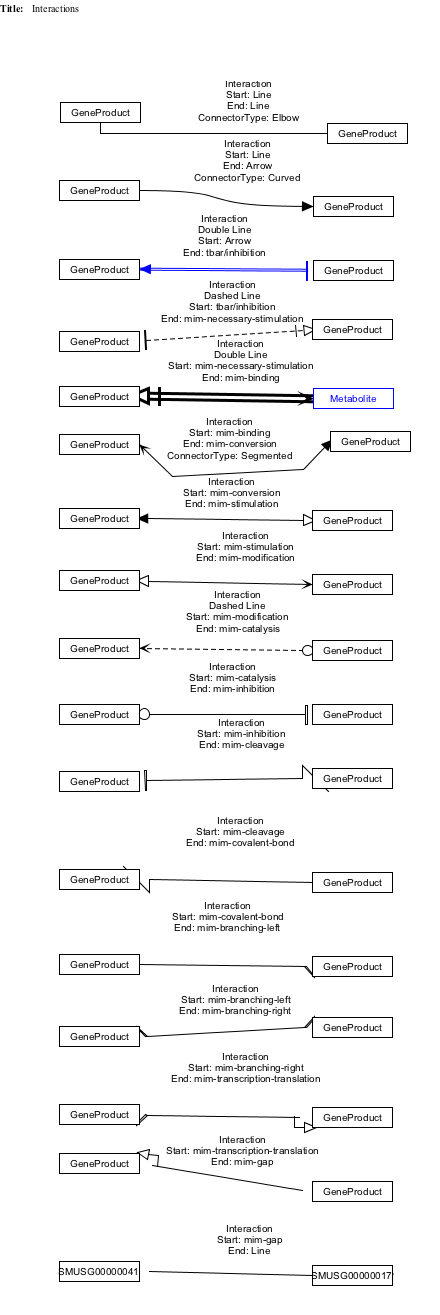 Title: Interactions
Interaction
Start: Line
End: Line
ConnectorType: Elbow
GeneProduct
GeneProduct
Interaction
Start: Line
End: Arrow
ConnectorType: Curved
GeneProduct
GeneProduct
Interaction
Double Line
Start: Arrow
End: tbar/inhibition
GeneProduct
GeneProduct
Interaction
Dashed Line
Start: tbar/inhibition
End: mim-necessary-stimulation
GeneProduct
GeneProduct
Interaction
Double Line
Start: mim-necessary-stimulation
End: mim-binding
GeneProduct
Metabolite
Interaction
Start: mim-binding
End: mim-conversion
ConnectorType: Segmented
GeneProduct
GeneProduct
Interaction
Start: mim-conversion
End: mim-stimulation
GeneProduct
GeneProduct
Interaction
Start: mim-stimulation
End: mim-modification
GeneProduct
GeneProduct
Interaction
Dashed Line
Start: mim-modification
End: mim-catalysis
GeneProduct
GeneProduct
Interaction
Start: mim-catalysis
End: mim-inhibition
GeneProduct
GeneProduct
Interaction
Start: mim-inhibition
End: mim-cleavage
GeneProduct
GeneProduct
Interaction
Start: mim-cleavage
End: mim-covalent-bond
GeneProduct
GeneProduct
Interaction
Start: mim-covalent-bond
End: mim-branching-left
GeneProduct
GeneProduct
Interaction
Start: mim-branching-left
End: mim-branching-right
GeneProduct
GeneProduct
Interaction
Start: mim-branching-right
End: mim-transcription-translation
GeneProduct
GeneProduct
Interaction
Start: mim-transcription-translation
End: mim-gap
GeneProduct
GeneProduct
Interaction
Start: mim-gap
End: Line
SMUSG00000041
SMUSG00000017